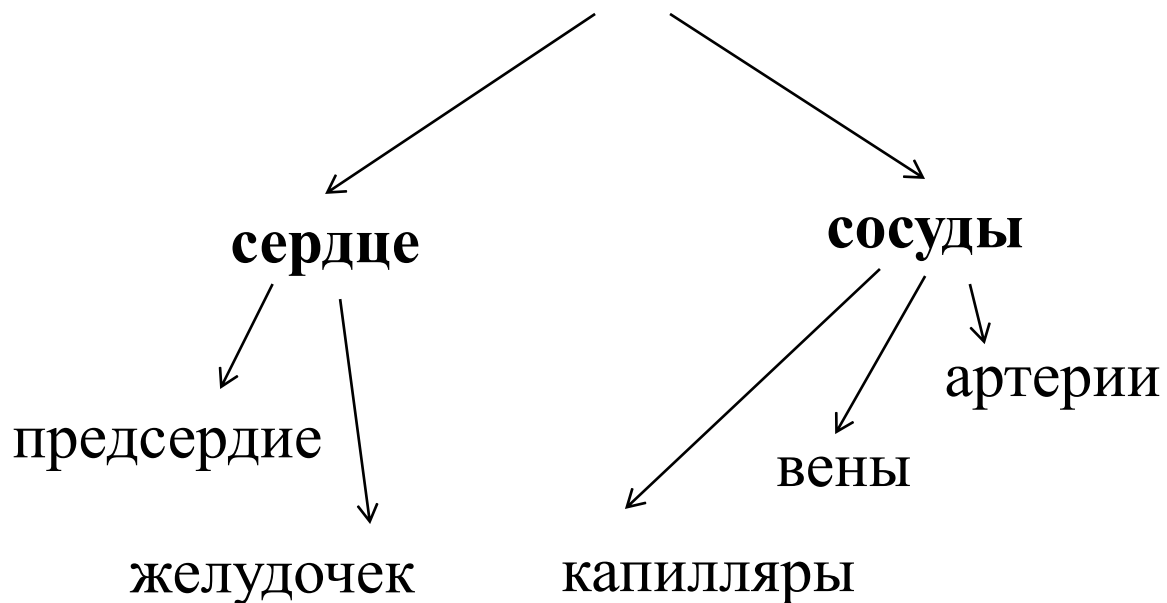 сердце
сосуды
предсердие
артерии
вены
желудочек
капилляры